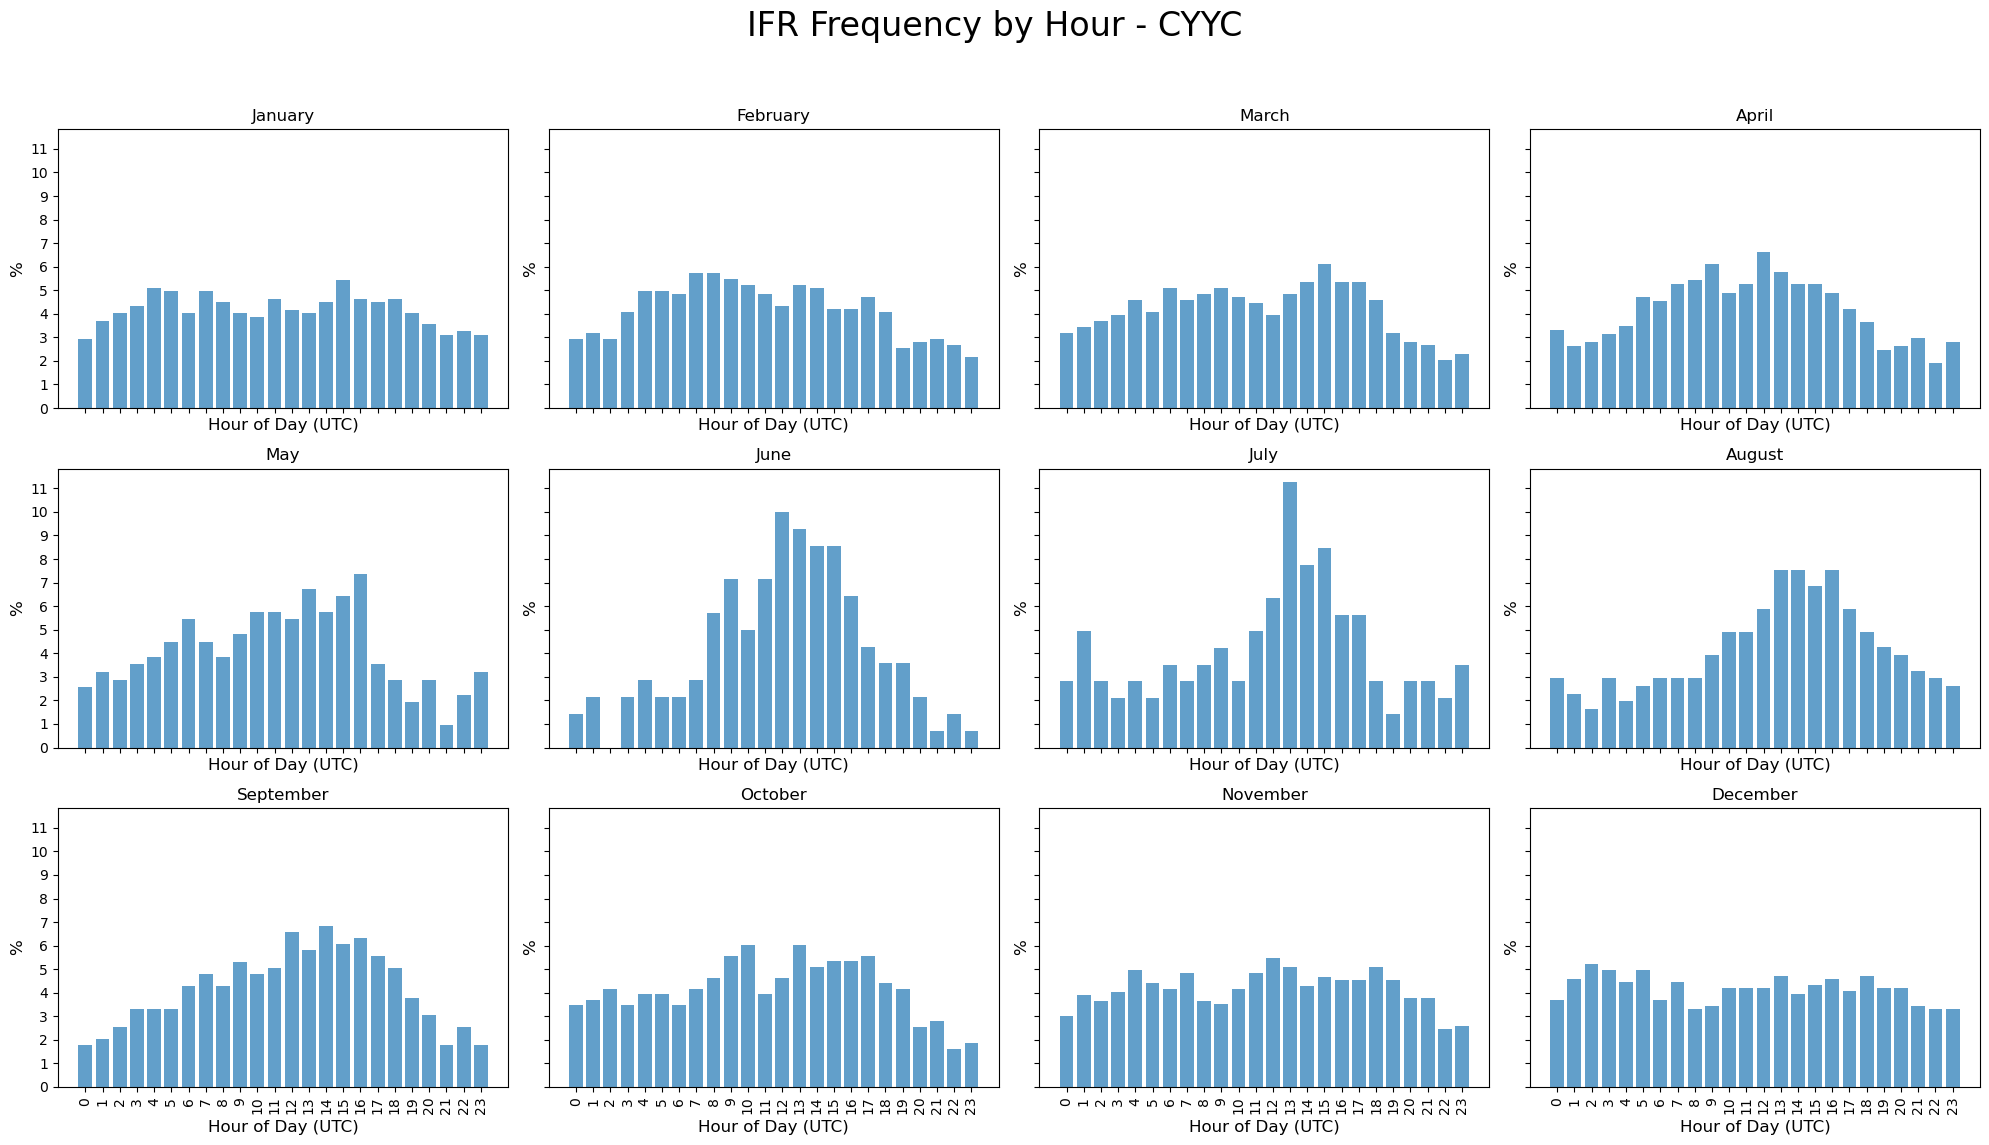 IFR Frequency by Hour - CYYC
January
February
March
April
11
10
9
8
7
6
5
4
3
2
1
0
%
%
%
%
Hour of Day (UTC)
Hour of Day (UTC)
Hour of Day (UTC)
Hour of Day (UTC)
May
June
July
August
11
10
9
8
7
6
5
4
3
2
1
0
%
%
%
%
Hour of Day (UTC)
Hour of Day (UTC)
Hour of Day (UTC)
Hour of Day (UTC)
September
October
November
December
11
10
9
8
7
6
5
4
3
2
1
0
%
%
%
%
0 1 2 3 4 5 6 7 8 9 10 11 12 13 14 15 16 17 18 19 20 21 22 23
0 1 2 3 4 5 6 7 8 9 10 11 12 13 14 15 16 17 18 19 20 21 22 23
0 1 2 3 4 5 6 7 8 9 10 11 12 13 14 15 16 17 18 19 20 21 22 23
0 1 2 3 4 5 6 7 8 9 10 11 12 13 14 15 16 17 18 19 20 21 22 23
Hour of Day (UTC)
Hour of Day (UTC)
Hour of Day (UTC)
Hour of Day (UTC)